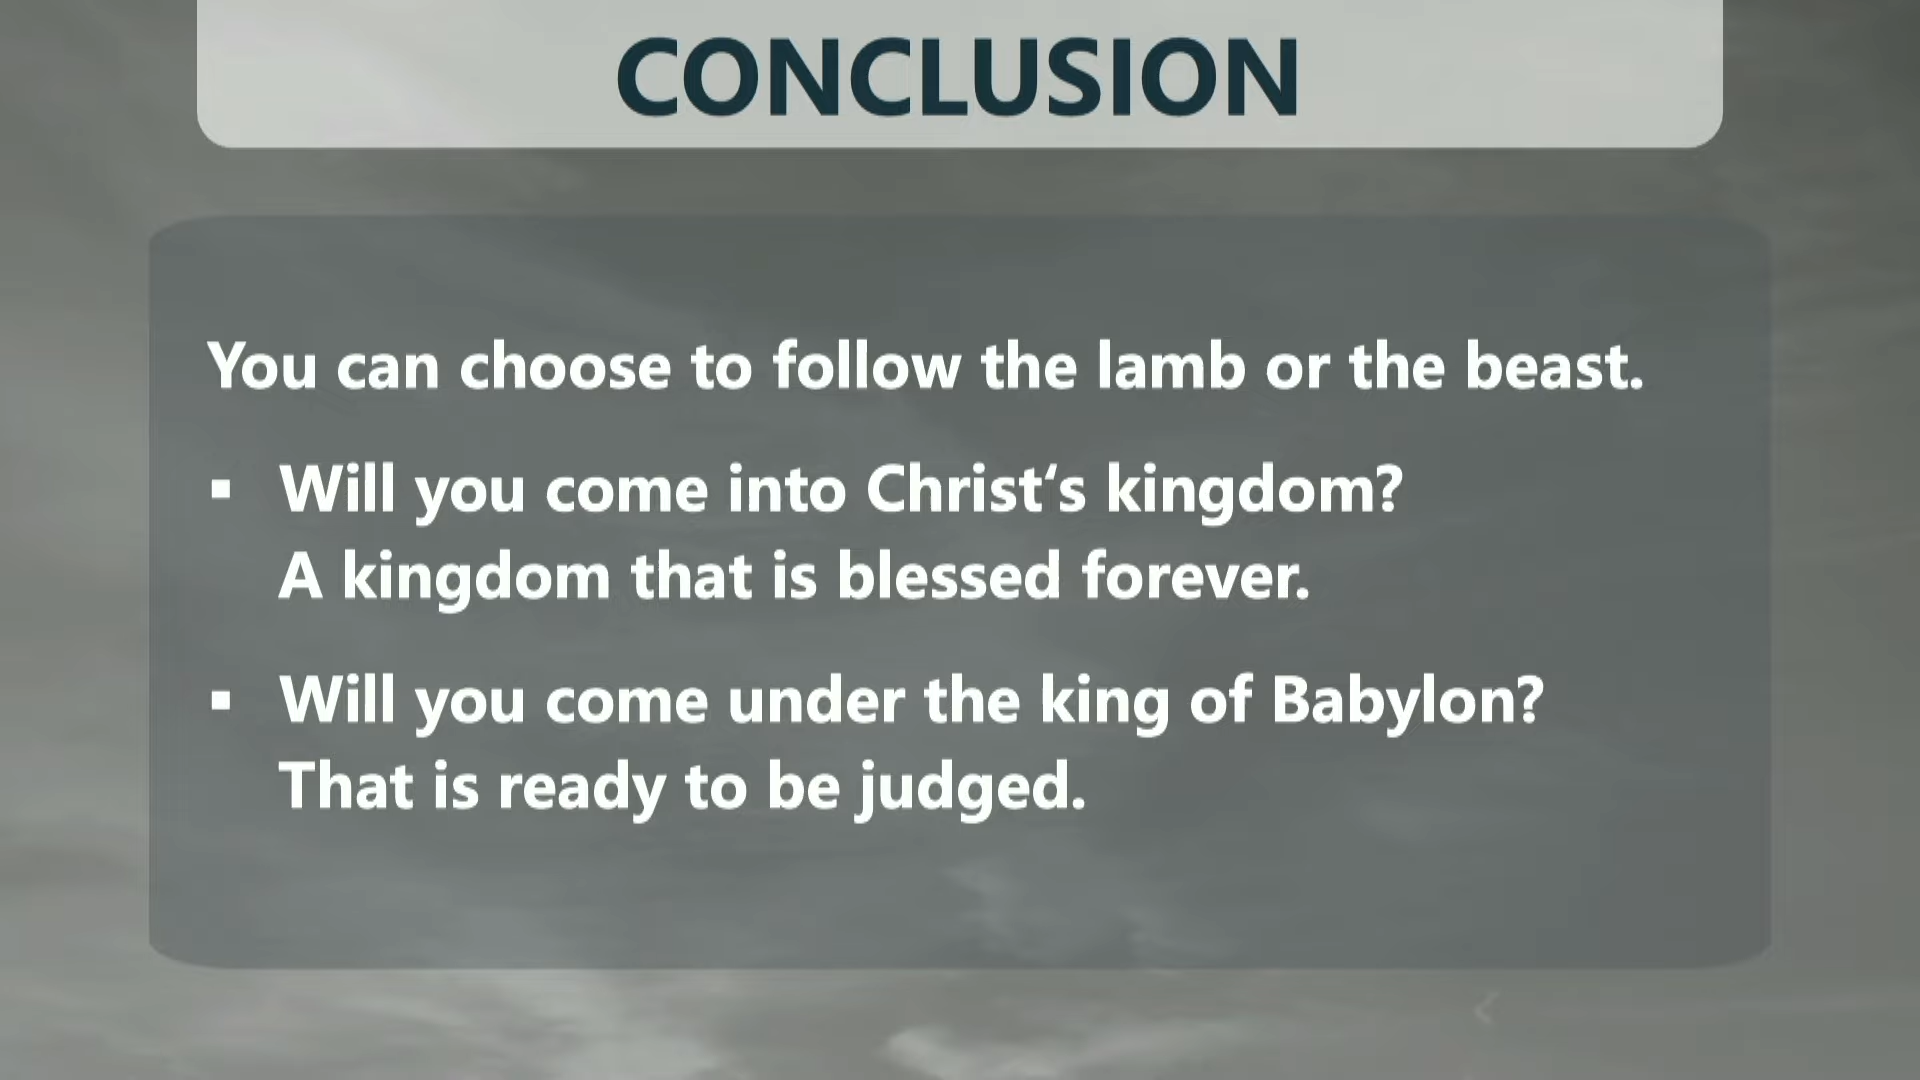 CONCLUSION
You can choose to follow the lamb or the beast.
▪ Will you come into Christ‘s kingdom?
A kingdom that is blessed forever.
▪ Will you come under the king of Babylon?
That is ready to be judged.